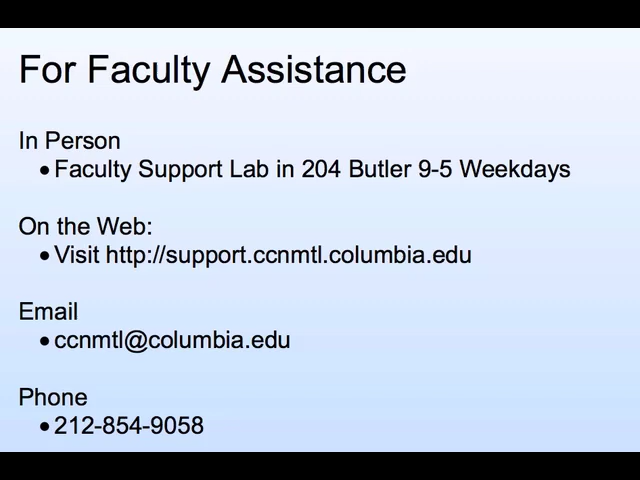 For Faculty Assistance
In Person
• Faculty Support Lab in 204 Butler 9-5 Weekdays
On the Web:
• Visit http://support.ccnmtl.columbia.edu
Email
• ccnmtl@columbia.edu
Phone
• 212-854-9058